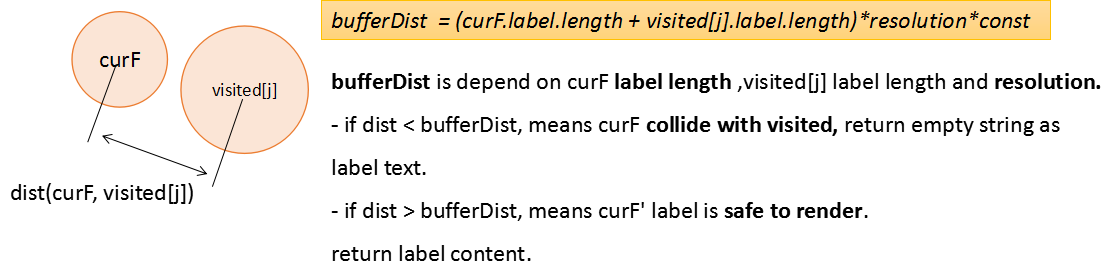 bufferDist = (curF.label.length + visited[j].label.length)*resolution*const
curF
visited[j]
dist(curF, visited[j])
bufferDist is depend on curF label length ,visited[j] label length and resolution.
- if dist < bufferDist, means curF collide with visited, return empty string as
label text.
- if dist > bufferDist, means curF' label is safe to render.
return label content.